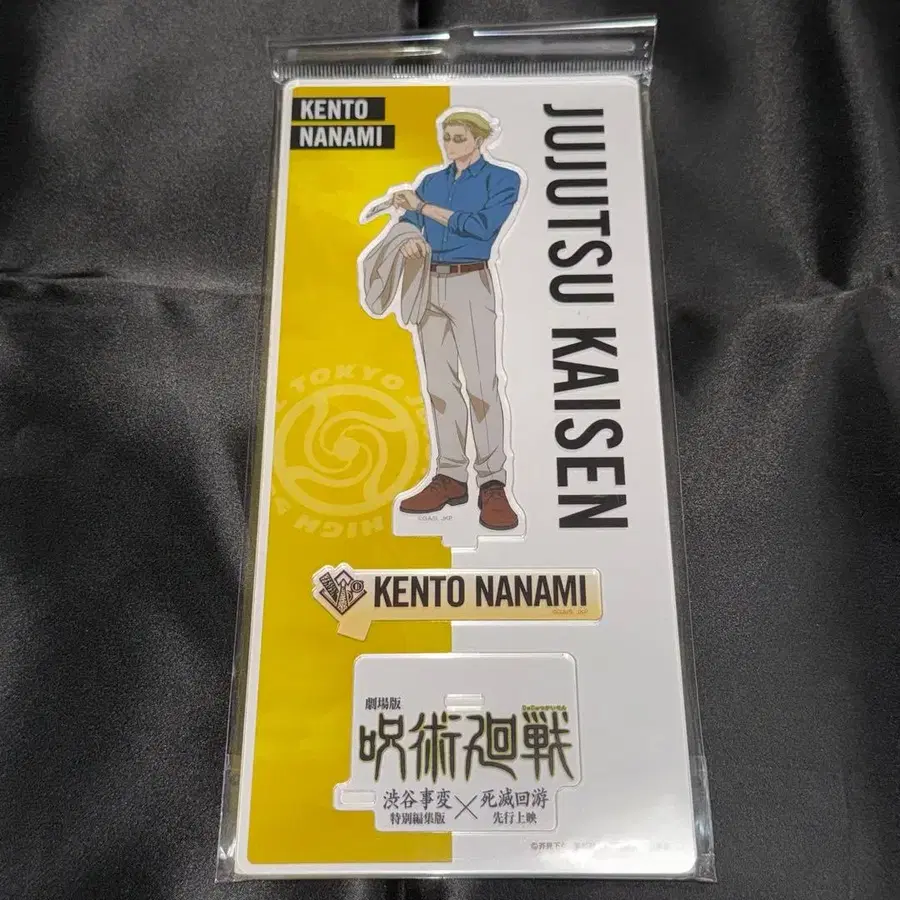 KENTO
NANAMI
JUJUTSU KAISEN
TOKYO
HIGH
KENTO NANAMI
劇場版
じゅじゅつかいせん
呪術廻戦
渋谷事変×死滅回游
特別編集版 先行上映